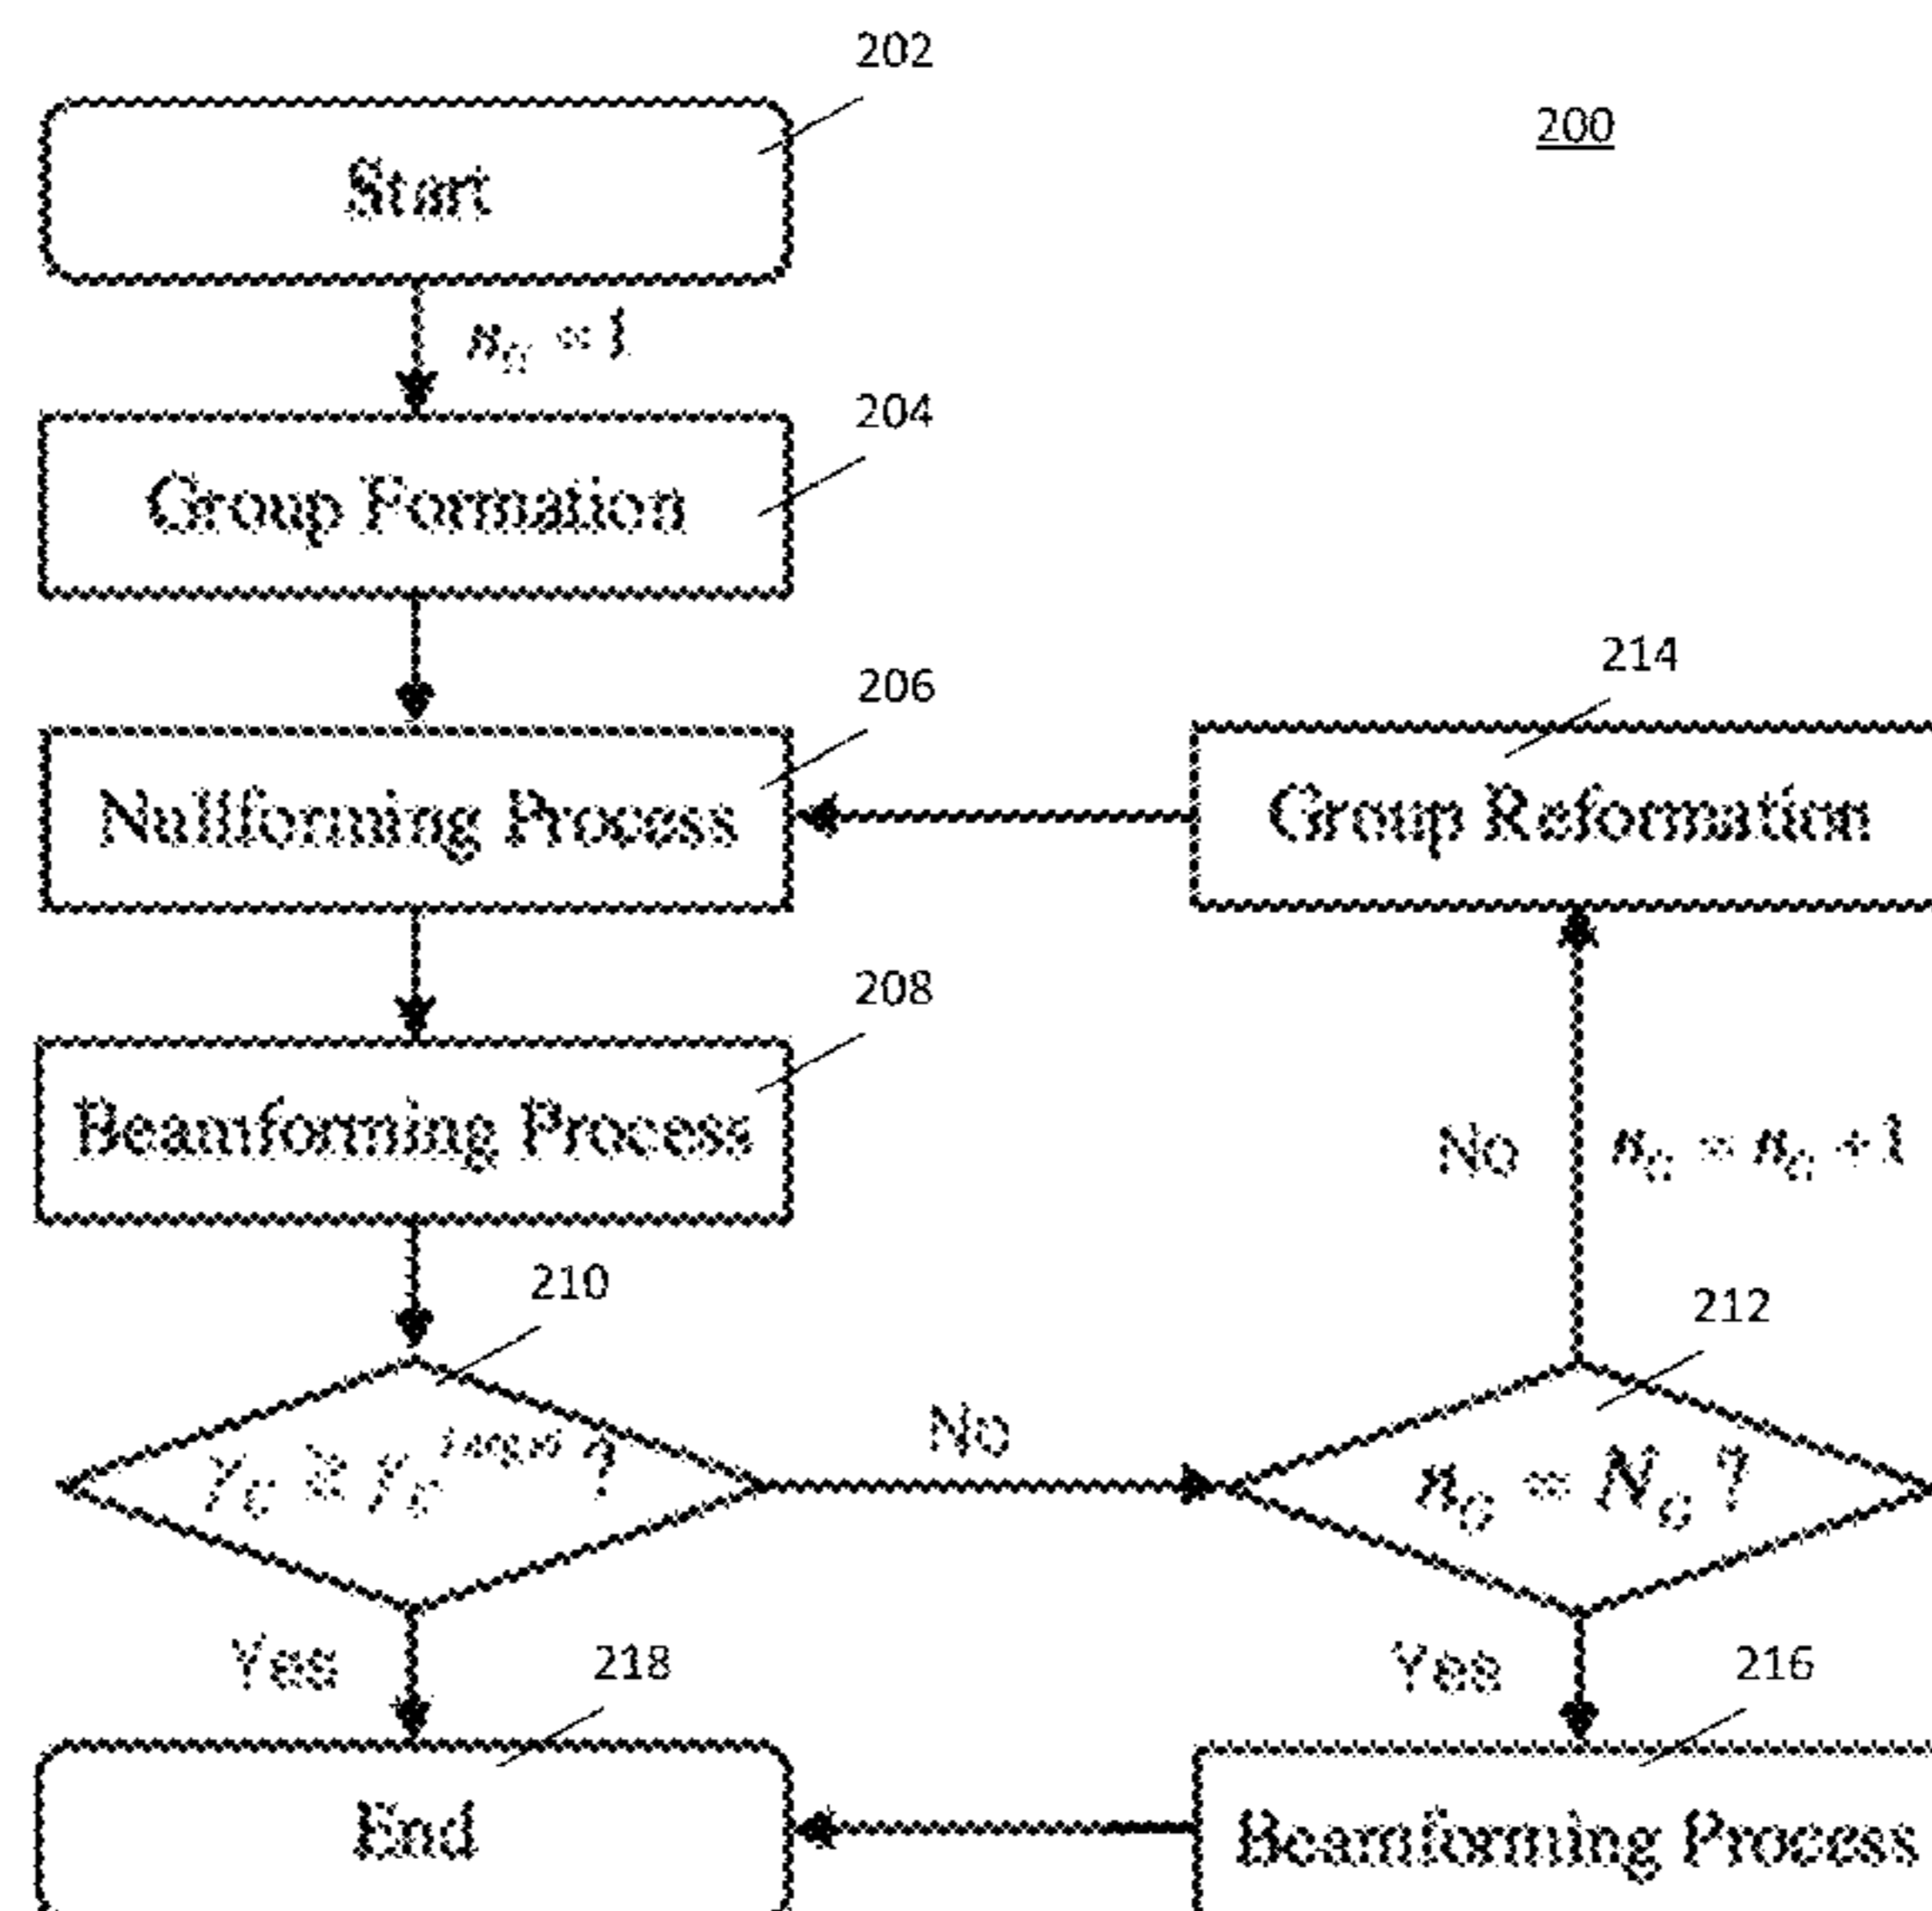 202
200
Start
n_G = 1
204
Group Formation
206
214
Nullforming Process
Group Reformation
208
Beamforming Process
No
n_G = n_G + 1
210
212
No
γ_C ≥ γ_C^Target ?
n_G = N_G ?
Yes
218
Yes
216
End
Beamforming Process